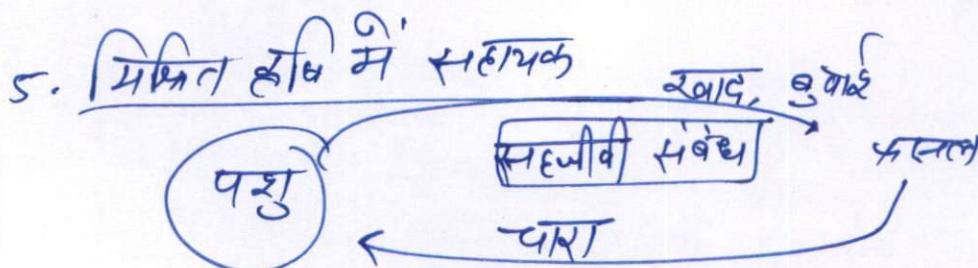 5. मिश्रित कृषि में सहायक
खाद, बुवाई
पशु सहजीवी संबंध फसल
चारा